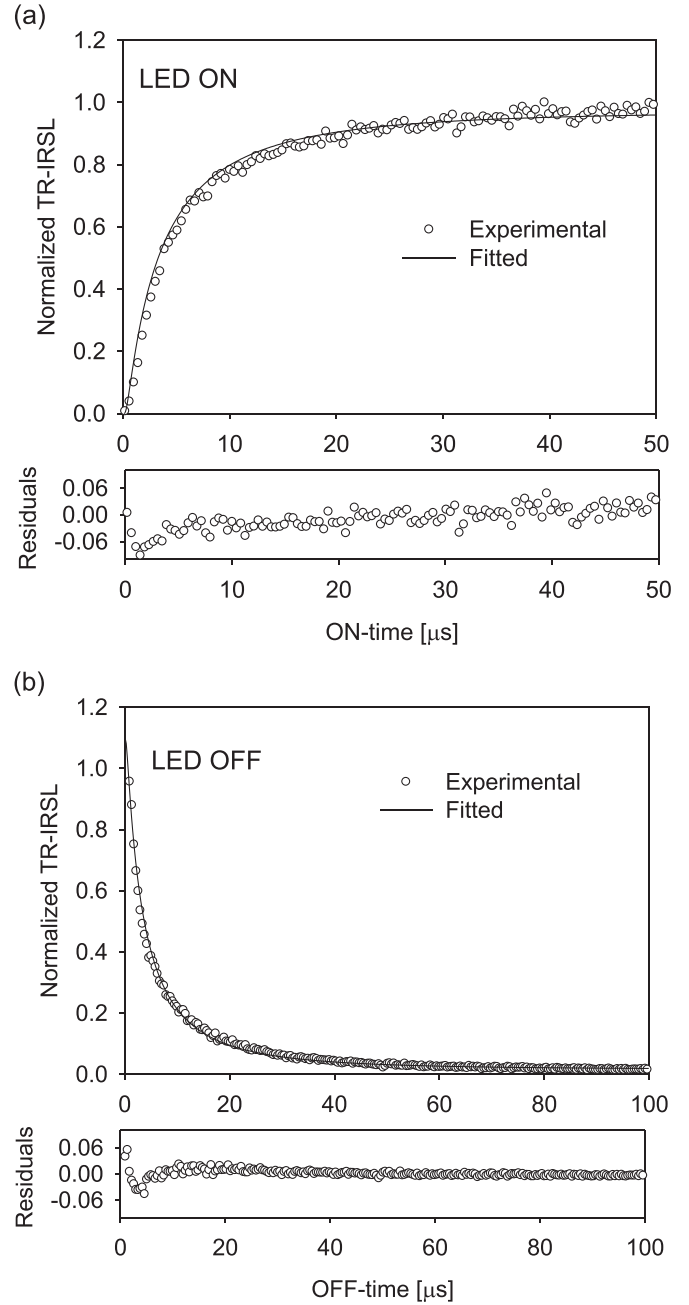 (a)
1.2
1.0
0.8
0.6
0.4
0.2
0.0
Normalized TR-IRSL
LED ON
Experimental
Fitted
0 10 20 30 40 50
Residuals
0.06
0.00
-0.06
0 10 20 30 40 50
ON-time [μs]
(b)
1.2
1.0
0.8
0.6
0.4
0.2
0.0
Normalized TR-IRSL
LED OFF
Experimental
Fitted
0 20 40 60 80 100
Residuals
0.06
0.00
-0.06
0 20 40 60 80 100
OFF-time [μs]